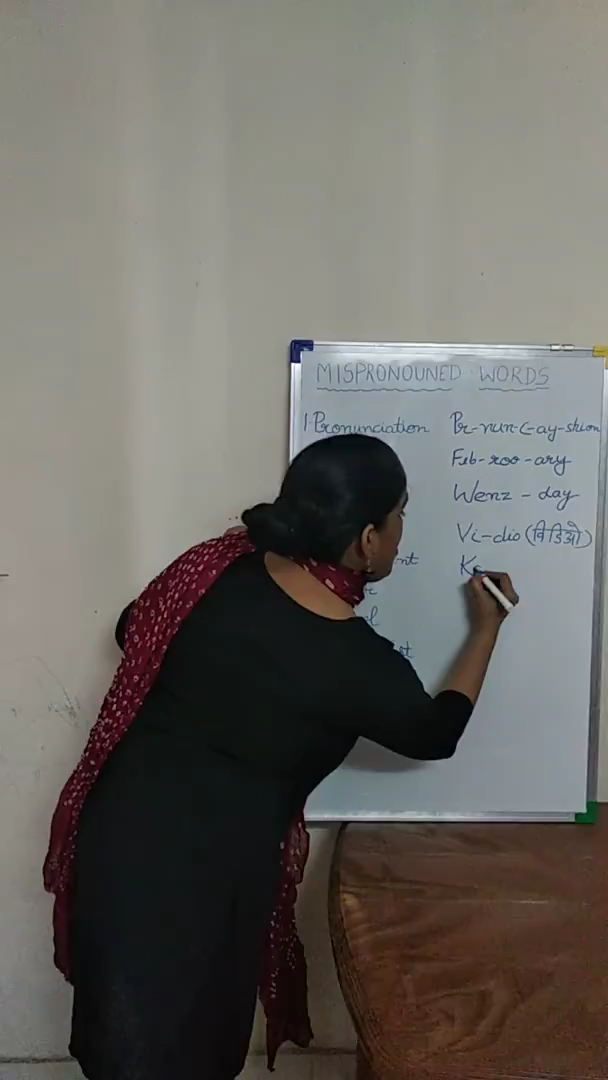 MISPRONOUNED WORDS
1. Pronunciation Pr-nun-C-ay-shion
Feb-roo-ary
Wenz-day
Vi-dio (विडिओ)